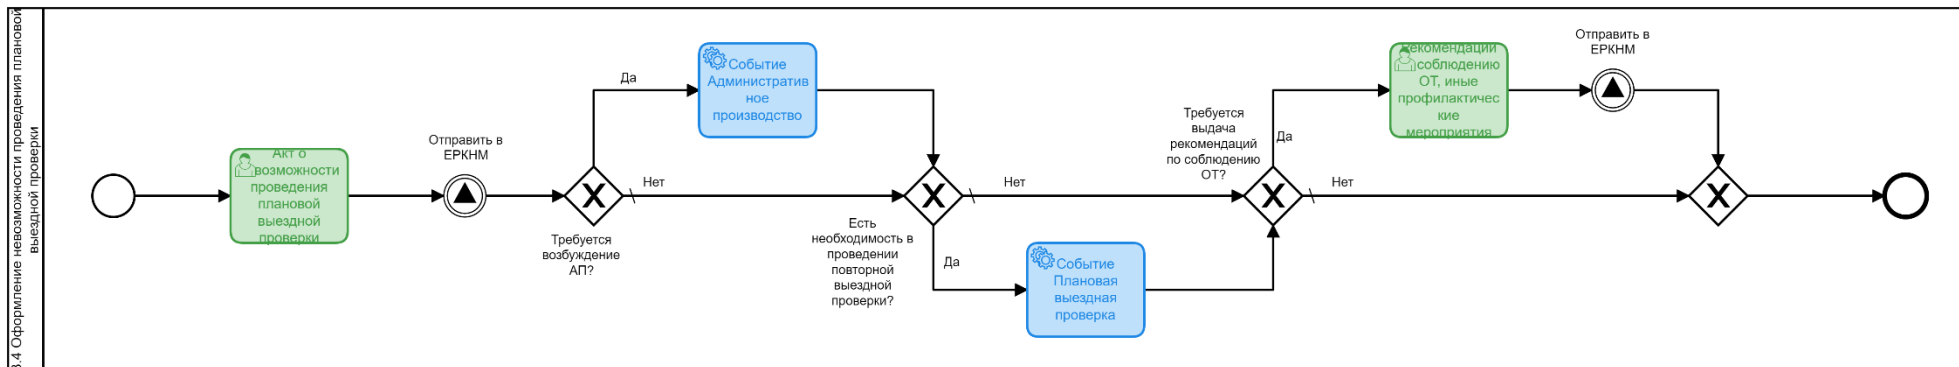 3.4 Оформление невозможности проведения плановой
выездной проверки
Акт о
возможности
проведения
плановой
выездной
проверки
Отправить в
ЕРКНМ
Требуется
возбуждение
АП?
Да
Нет
Событие
Административ
ное
производство
Есть
необходимость в
проведении
повторной
выездной
проверки?
Нет
Да
Событие
Плановая
выездная
проверка
Требуется
выдача
рекомендаций
по соблюдению
ОТ?
Да
Нет
Рекомендации
соблюдению
ОТ, иные
профилактичес
кие
мероприятия
Отправить в
ЕРКНМ